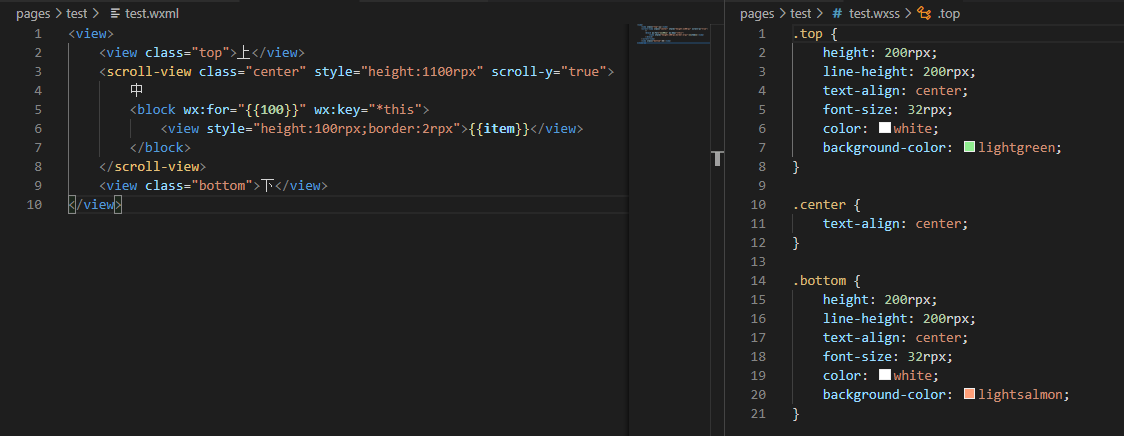 pages > test > test.wxml
1 <view>
2 <view class="top">上</view>
3 <scroll-view class="center" style="height:1100rpx" scroll-y="true">
4 中
5 <block wx:for="{{100}}" wx:key="*this">
6 <view style="height:100rpx;border:2rpx">{{item}}</view>
7 </block>
8 </scroll-view>
9 <view class="bottom">下</view>
10 </view>
pages > test > # test.wxss > .top
1 .top {
2 height: 200rpx;
3 line-height: 200rpx;
4 text-align: center;
5 font-size: 32rpx;
6 color: white;
7 background-color: lightgreen;
8 }
9
10 .center {
11 text-align: center;
12 }
13
14 .bottom {
15 height: 200rpx;
16 line-height: 200rpx;
17 text-align: center;
18 font-size: 32rpx;
19 color: white;
20 background-color: lightsalmon;
21 }